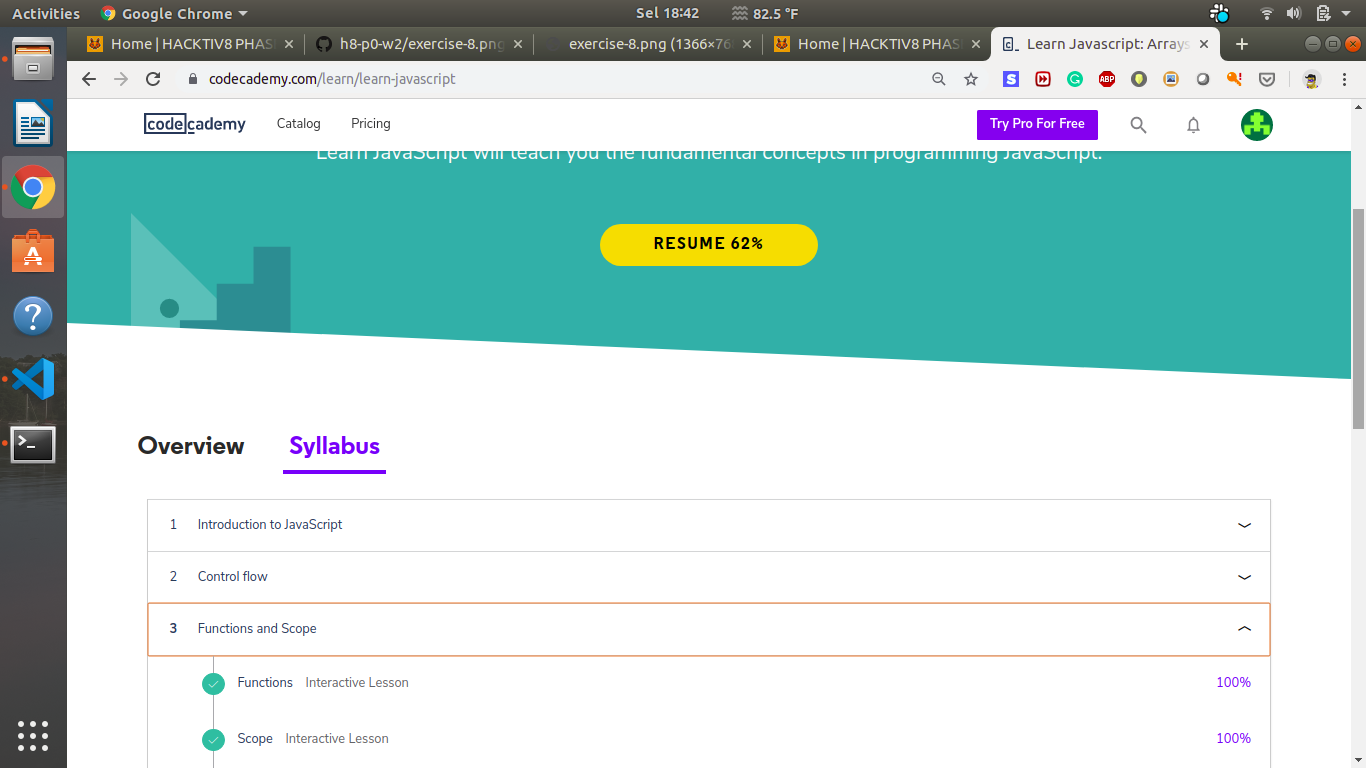 Activities Google Chrome Sel 18:42 82.5 °F
Home | HACKTIV8 PHAS h8-p0-w2/exercise-8.png exercise-8.png (1366×76 Home | HACKTIV8 PHAS Learn Javascript: Arrays
codecademy.com/learn/learn-javascript
codecademy Catalog Pricing Try Pro For Free
Learn JavaScript will teach you the fundamental concepts in programming JavaScript.
RESUME 62%
Overview Syllabus
1 Introduction to JavaScript
2 Control flow
3 Functions and Scope
Functions Interactive Lesson 100%
Scope Interactive Lesson 100%